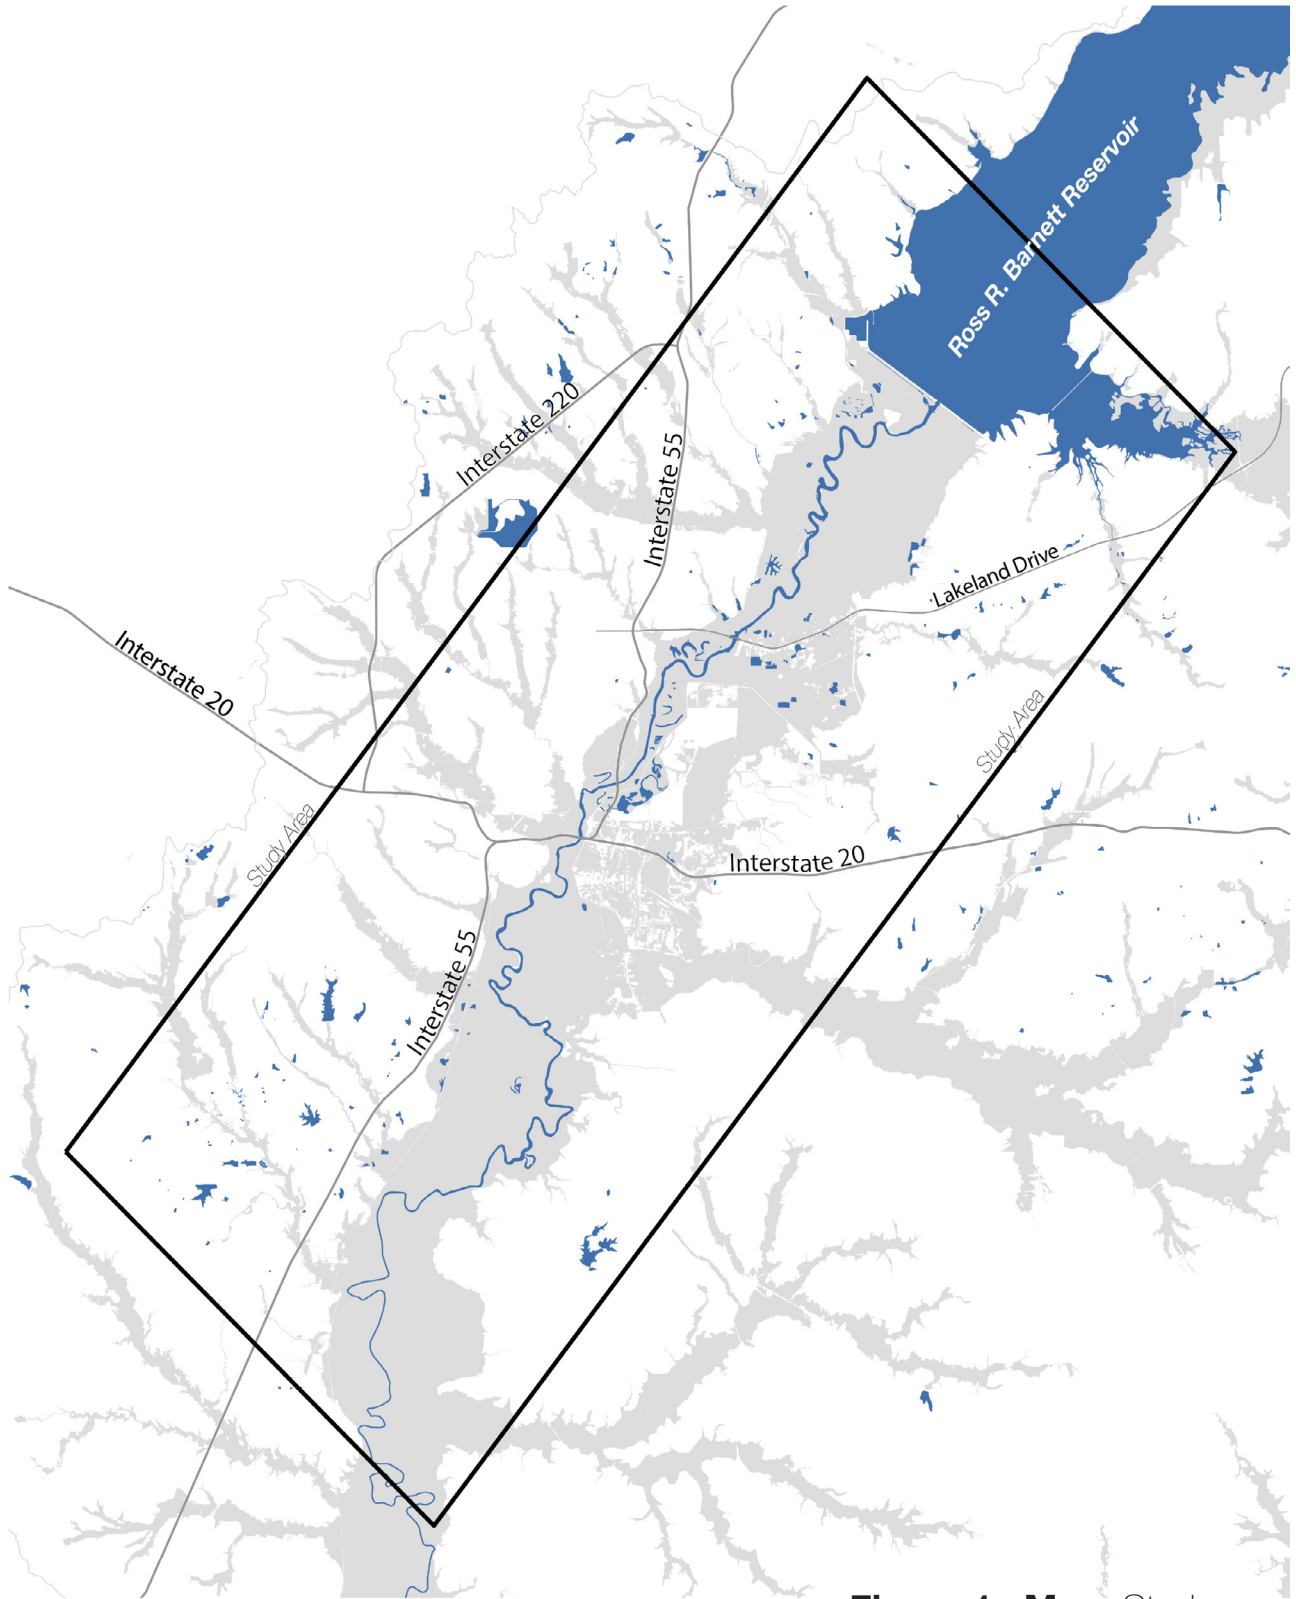 Ross R. Barnett Reservoir
Interstate 220
Interstate 55
Lakeland Drive
Interstate 20
Study Area
Study Area
Interstate 20
Interstate 55